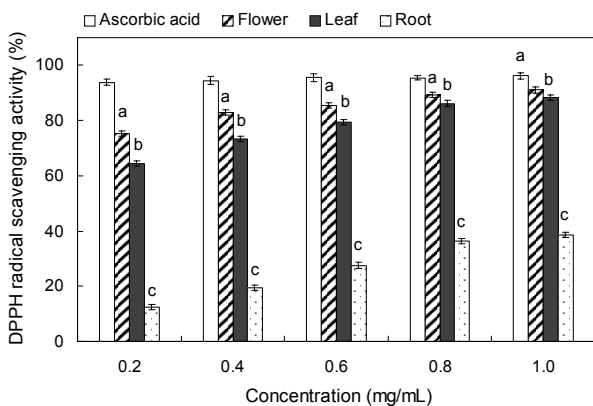 Ascorbic acid Flower Leaf Root
DPPH radical scavenging activity (%)
100
80
60
40
20
0
a b c
a b c
a b c
a b c
a b c
0.2 0.4 0.6 0.8 1.0
Concentration (mg/mL)